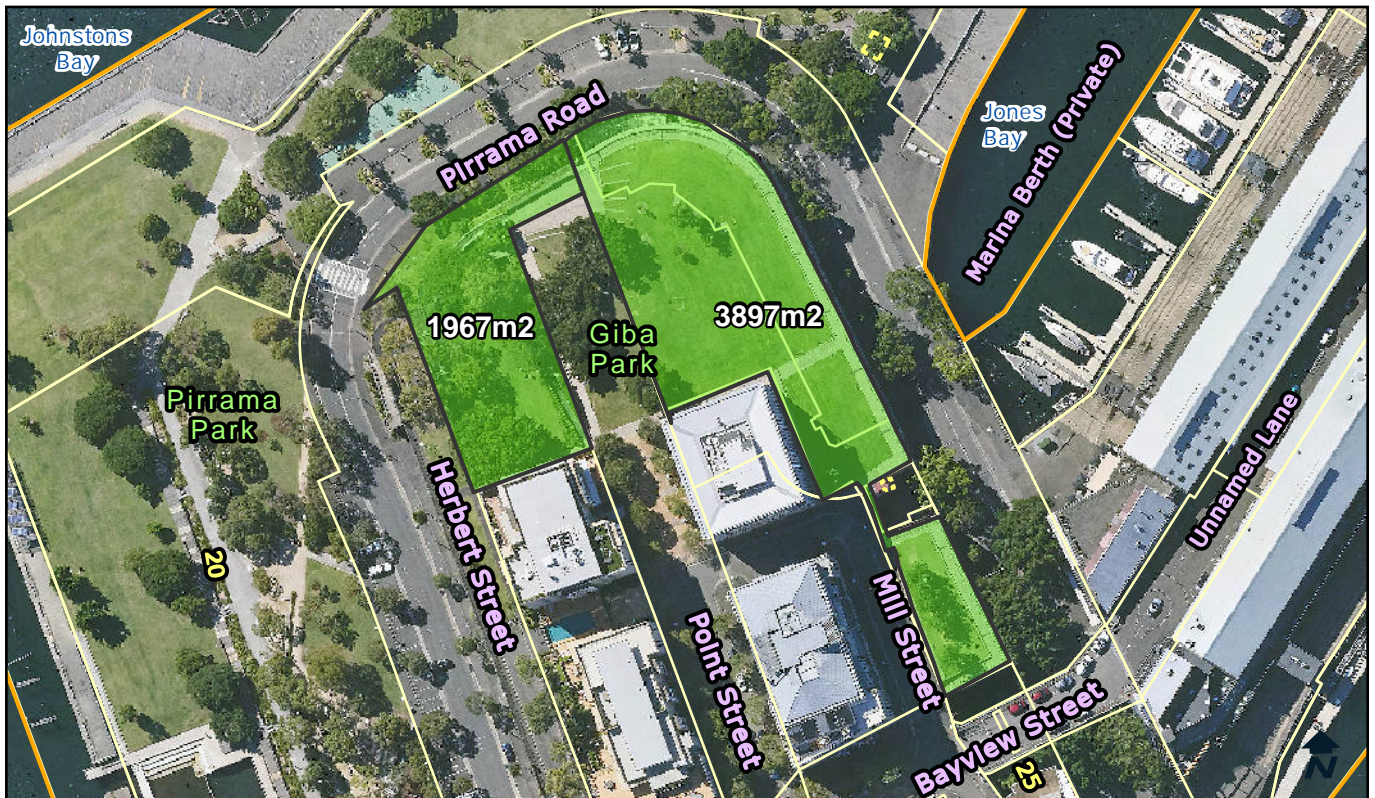 Johnstons
Bay
Pirrama Road
Jones
Bay
Marina Berth (Private)
1967m2
Giba
Park
3897m2
Pirrama
Park
Herbert Street
Unnamed Lane
20
Mill Street
Point Street
Bayview Street
25
N